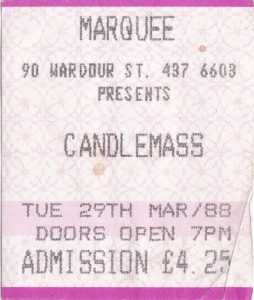 MARQUEE
90 WARDOUR ST. 437 6603
PRESENTS
CANDLEMASS
TUE 29TH MAR/88
DOORS OPEN 7PM
ADMISSION £4.25